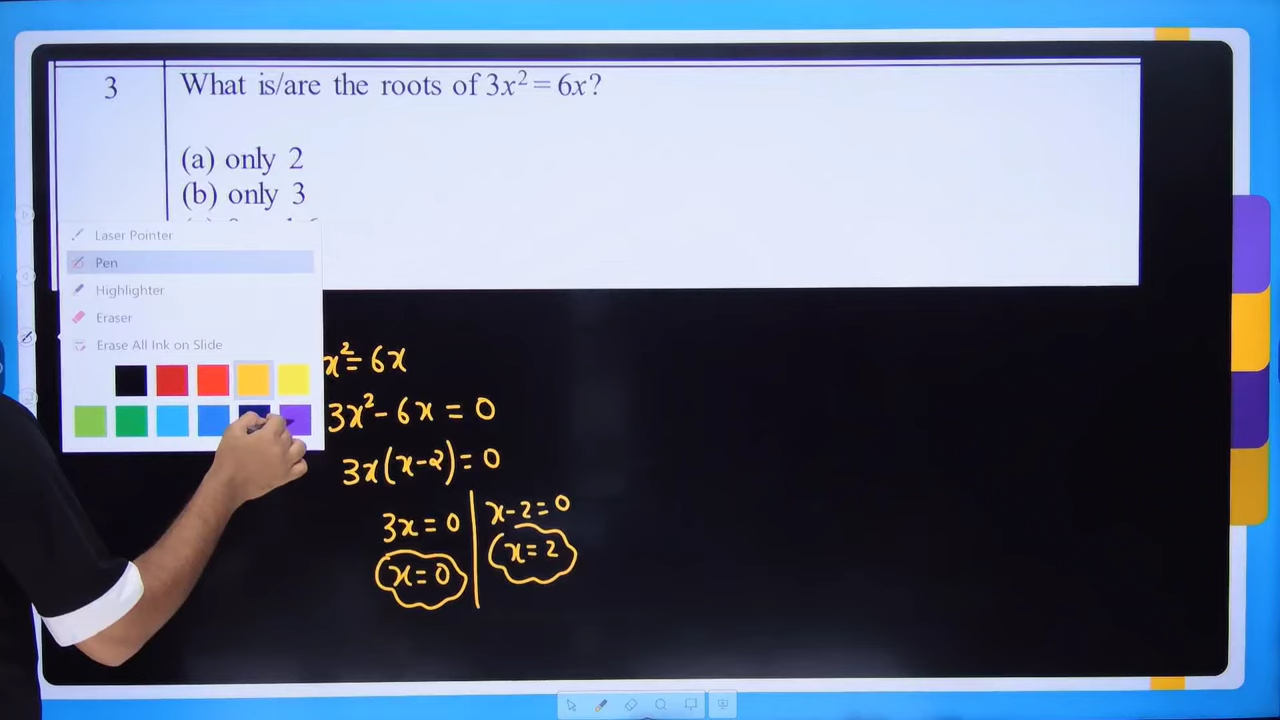 3 What is/are the roots of 3x² = 6x?
(a) only 2
(b) only 3
Laser Pointer
Pen
Highlighter
Eraser
Erase All Ink on Slide
x² = 6x
3x² - 6x = 0
3x(x-2) = 0
3x = 0 | x-2 = 0
x = 0 | x = 2